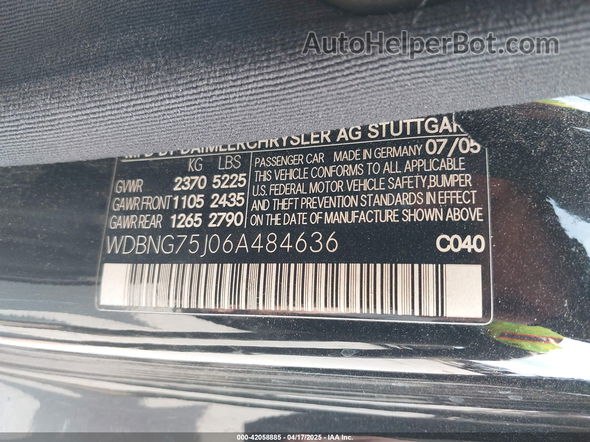 AutoHelperBot.com
MFD BY DAIMLERCHRYSLER AG STUTTGAR
KG LBS PASSENGER CAR MADE IN GERMANY 07/05
GVWR 2370 5225 THIS VEHICLE CONFORMS TO ALL APPLICABLE
GAWR FRONT 1105 2435 U.S. FEDERAL MOTOR VEHICLE SAFETY, BUMPER
GAWR REAR 1265 2790 AND THEFT PREVENTION STANDARDS IN EFFECT
ON THE DATE OF MANUFACTURE SHOWN ABOVE.
WDBNG75J06A484636 C040
000-42058885 - 04/17/2025 - IAA Inc.